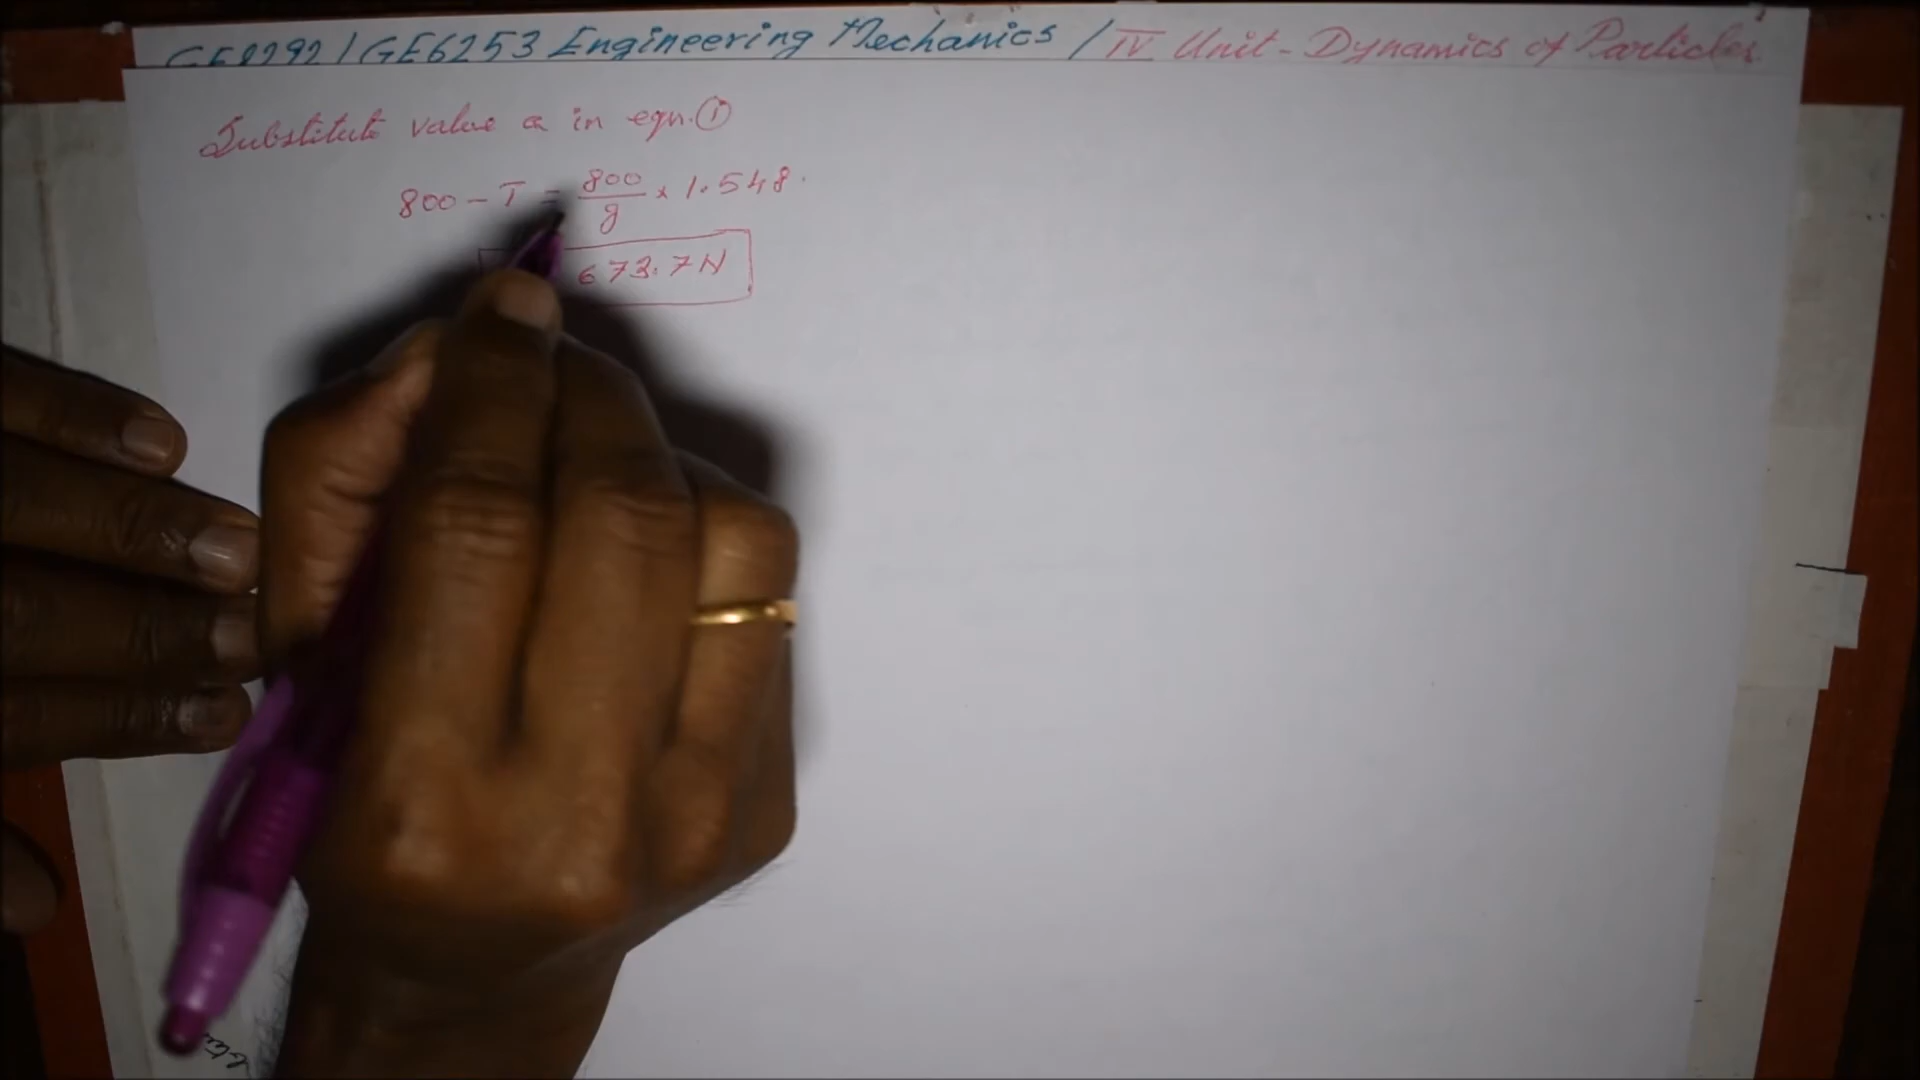 GE8292/GE6253 Engineering Mechanics / IV Unit - Dynamics of Particles
Substitute value a in eqn. ①
800 - T = 800/g × 1.548.
673.7N